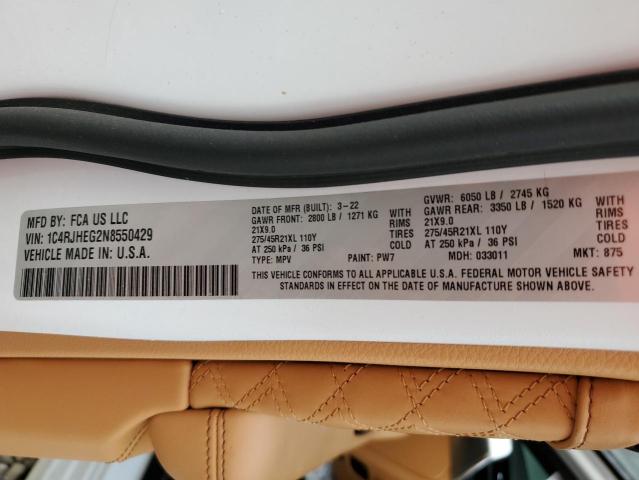 MFD BY: FCA US LLC
VIN: 1C4RJHEG2N8550429
VEHICLE MADE IN: U.S.A.
DATE OF MFR (BUILT): 3-22
GAWR FRONT: 2800 LB / 1271 KG WITH
21X9.0 RIMS
275/45R21XL 110Y TIRES
AT 250 kPa / 36 PSI COLD
TYPE: MPV PAINT: PW7
GVWR: 6050 LB / 2745 KG
GAWR REAR: 3350 LB / 1520 KG WITH
21X9.0 RIMS
275/45R21XL 110Y TIRES
AT 250 kPa / 36 PSI COLD
MDH: 033011 MKT: 875
THIS VEHICLE CONFORMS TO ALL APPLICABLE U.S.A. FEDERAL MOTOR VEHICLE SAFETY
STANDARDS IN EFFECT ON THE DATE OF MANUFACTURE SHOWN ABOVE.